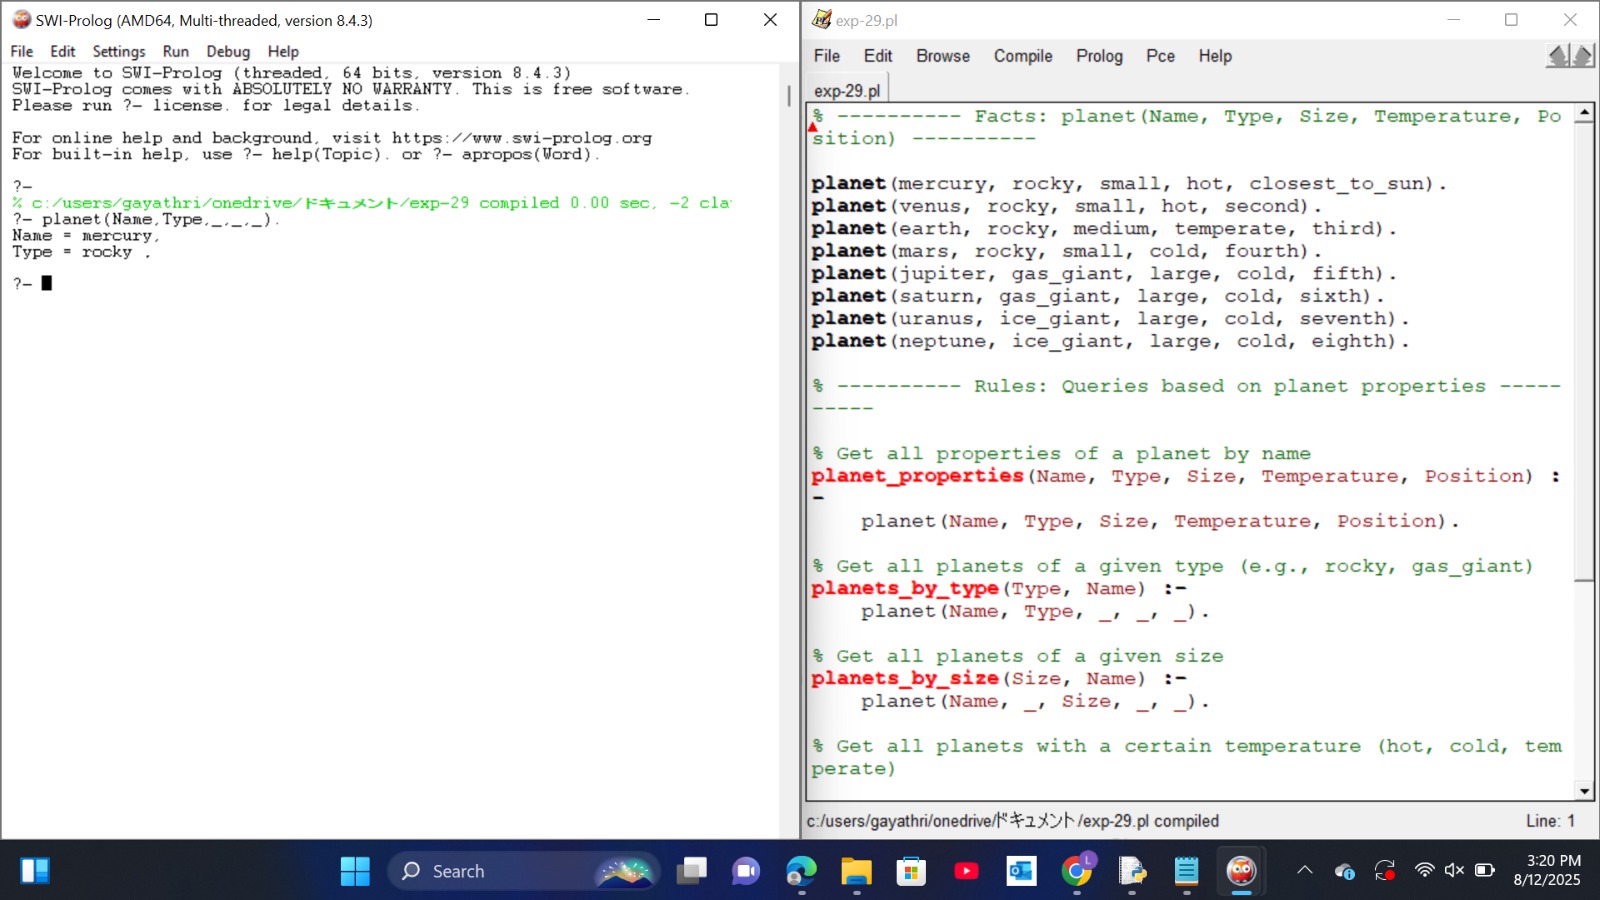 SWI-Prolog (AMD64, Multi-threaded, version 8.4.3)
File Edit Settings Run Debug Help
Welcome to SWI-Prolog (threaded, 64 bits, version 8.4.3)
SWI-Prolog comes with ABSOLUTELY NO WARRANTY. This is free software.
Please run ?- license. for legal details.
For online help and background, visit https://www.swi-prolog.org
For built-in help, use ?- help(Topic). or ?- apropos(Word).
?-
% c:/users/gayathri/onedrive/ドキュメント/exp-29 compiled 0.00 sec, -2 cla
?- planet(Name,Type,_,_,_).
Name = mercury,
Type = rocky .
?-
exp-29.pl
File Edit Browse Compile Prolog Pce Help
exp-29.pl
% ---------- Facts: planet(Name, Type, Size, Temperature, Po
sition) ----------
planet(mercury, rocky, small, hot, closest_to_sun).
planet(venus, rocky, small, hot, second).
planet(earth, rocky, medium, temperate, third).
planet(mars, rocky, small, cold, fourth).
planet(jupiter, gas_giant, large, cold, fifth).
planet(saturn, gas_giant, large, cold, sixth).
planet(uranus, ice_giant, large, cold, seventh).
planet(neptune, ice_giant, large, cold, eighth).
% ---------- Rules: Queries based on planet properties -----
-----
% Get all properties of a planet by name
planet_properties(Name, Type, Size, Temperature, Position) :
-
planet(Name, Type, Size, Temperature, Position).
% Get all planets of a given type (e.g., rocky, gas_giant)
planets_by_type(Type, Name) :-
planet(Name, Type, _, _, _).
% Get all planets of a given size
planets_by_size(Size, Name) :-
planet(Name, _, Size, _, _).
% Get all planets with a certain temperature (hot, cold, tem
perate)
c:/users/gayathri/onedrive/ドキュメント/exp-29.pl compiled Line: 1
Search
L
3:20 PM
8/12/2025